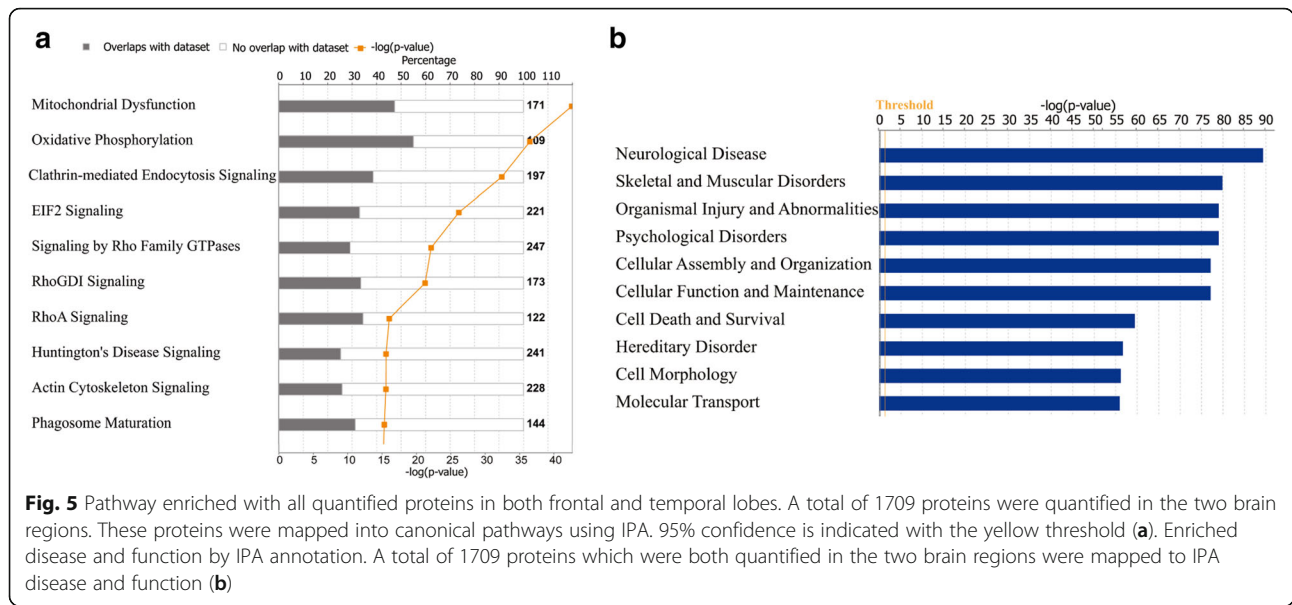 a
Overlaps with dataset No overlap with dataset -log(p-value)
Percentage
0 10 20 30 40 50 60 70 80 90 100 110
Mitochondrial Dysfunction 171
Oxidative Phosphorylation 109
Clathrin-mediated Endocytosis Signaling 197
EIF2 Signaling 221
Signaling by Rho Family GTPases 247
RhoGDI Signaling 173
RhoA Signaling 122
Huntington's Disease Signaling 241
Actin Cytoskeleton Signaling 228
Phagosome Maturation 144
0 5 10 15 20 25 30 35 40
-log(p-value)
b
Threshold -log(p-value)
0 5 10 15 20 25 30 35 40 45 50 55 60 65 70 75 80 85 90
Neurological Disease
Skeletal and Muscular Disorders
Organismal Injury and Abnormalities
Psychological Disorders
Cellular Assembly and Organization
Cellular Function and Maintenance
Cell Death and Survival
Hereditary Disorder
Cell Morphology
Molecular Transport
Fig. 5 Pathway enriched with all quantified proteins in both frontal and temporal lobes. A total of 1709 proteins were quantified in the two brain
regions. These proteins were mapped into canonical pathways using IPA. 95% confidence is indicated with the yellow threshold (a). Enriched
disease and function by IPA annotation. A total of 1709 proteins which were both quantified in the two brain regions were mapped to IPA
disease and function (b)